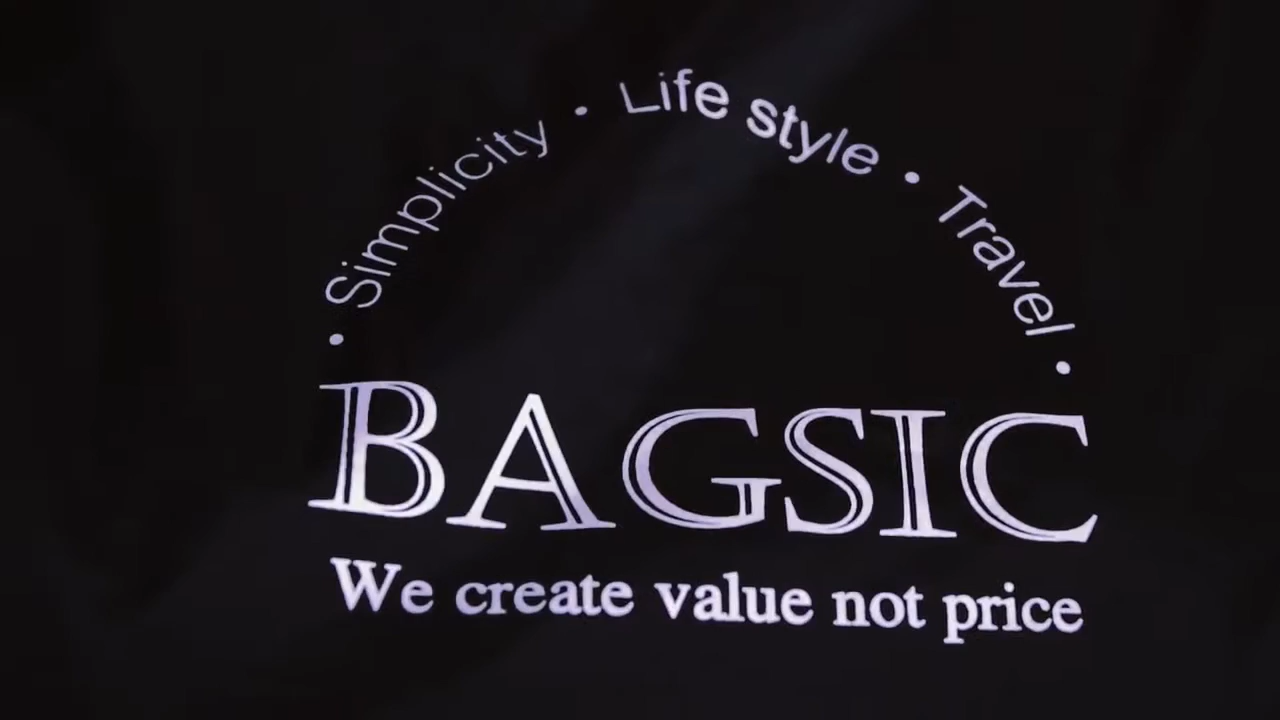 • Simplicity • Life style • Travel •
BAGSIC
We create value not price